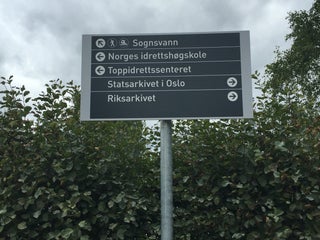 Sognsvann
Norges idrettshøgskole
Toppidrettssenteret
Statsarkivet i Oslo
Riksarkivet